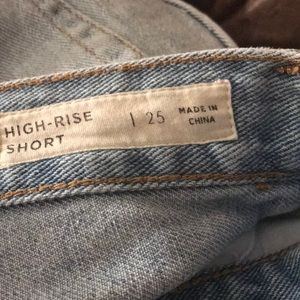 HIGH-RISE
SHORT
| 25
MADE IN
CHINA